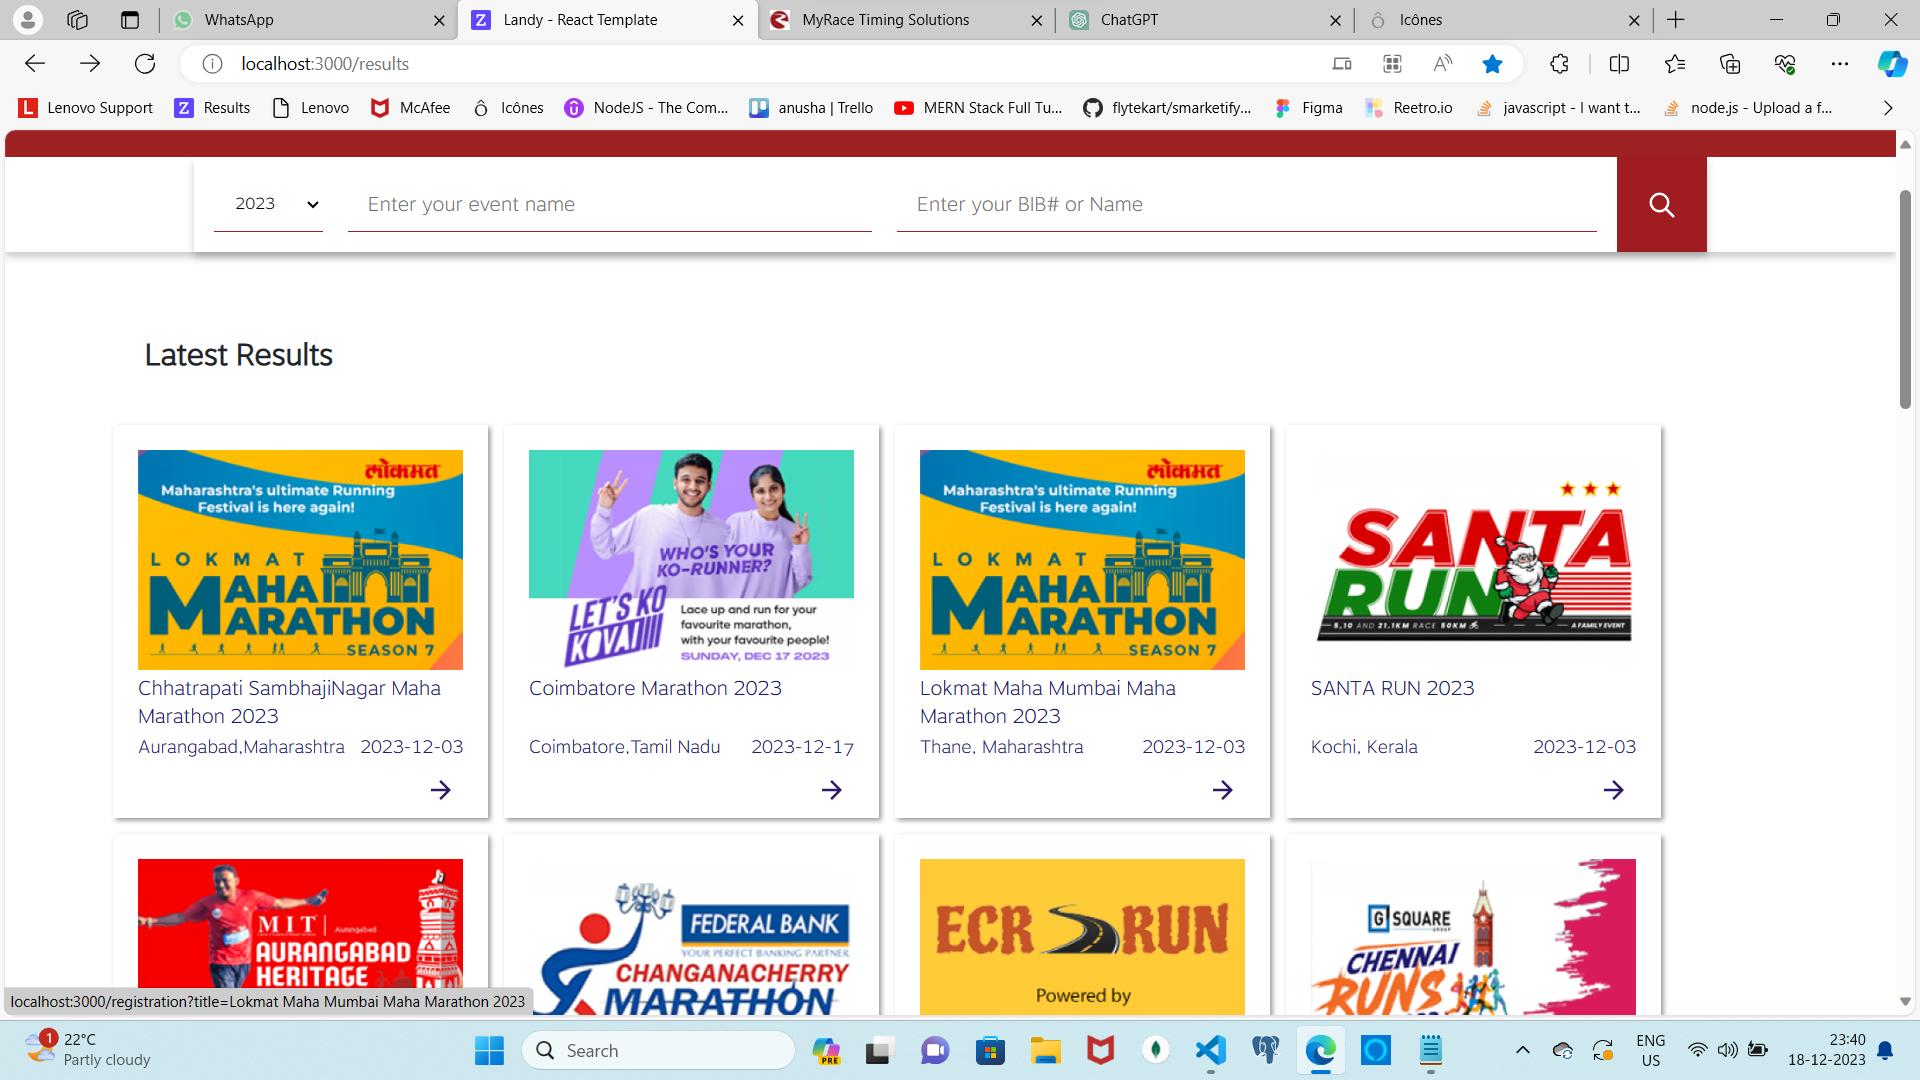 WhatsApp
Landy - React Template
MyRace Timing Solutions
ChatGPT
Icônes
localhost:3000/results
Lenovo Support
Results
Lenovo
McAfee
Icônes
NodeJS - The Com...
anusha | Trello
MERN Stack Full Tu...
flytekart/smarketify...
Figma
Reetro.io
javascript - I want t...
node.js - Upload a f...
2023
Enter your event name
Enter your BIB# or Name
Latest Results
लोकमत
Maharashtra's ultimate Running
Festival is here again!
LOKMAT
MAHA
MARATHON
SEASON 7
Chhatrapati SambhajiNagar Maha
Marathon 2023
Aurangabad,Maharashtra 2023-12-03
WHO'S YOUR
KO-RUNNER?
LET'S KO
KOVAI
Lace up and run for your
favourite marathon,
with your favourite people!
SUNDAY, DEC 17 2023
Coimbatore Marathon 2023
Coimbatore,Tamil Nadu 2023-12-17
लोकमत
Maharashtra's ultimate Running
Festival is here again!
LOKMAT
MAHA
MARATHON
SEASON 7
Lokmat Maha Mumbai Maha
Marathon 2023
Thane, Maharashtra 2023-12-03
SANTA
RUN
5,10 AND 21.1KM RACE 50KM
A FAMILY EVENT
SANTA RUN 2023
Kochi, Kerala 2023-12-03
MIT Aurangabad
AURANGABAD
HERITAGE
FEDERAL BANK
YOUR PERFECT BANKING PARTNER
CHANGANACHERRY
MARATHON
ECR RUN
Powered by
G SQUARE
GROUP
CHENNAI
RUNS
localhost:3000/registration?title=Lokmat Maha Mumbai Maha Marathon 2023
1
22°C
Partly cloudy
Search
PRE
ENG
US
23:40
18-12-2023